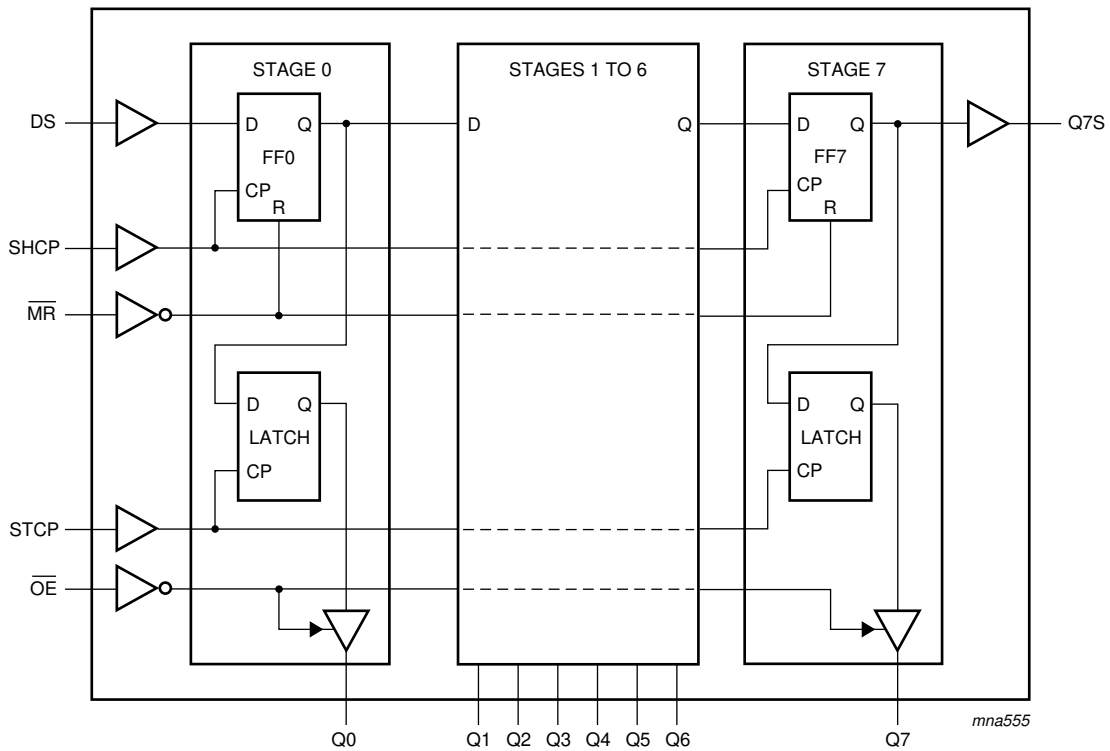 STAGE 0
STAGES 1 TO 6
STAGE 7
DS
D
Q
D
Q
D
Q
Q7S
FF0
FF7
CP
CP
R
R
SHCP
MR
D
Q
D
Q
LATCH
LATCH
CP
CP
STCP
OE
mna555
Q0
Q1
Q2
Q3
Q4
Q5
Q6
Q7